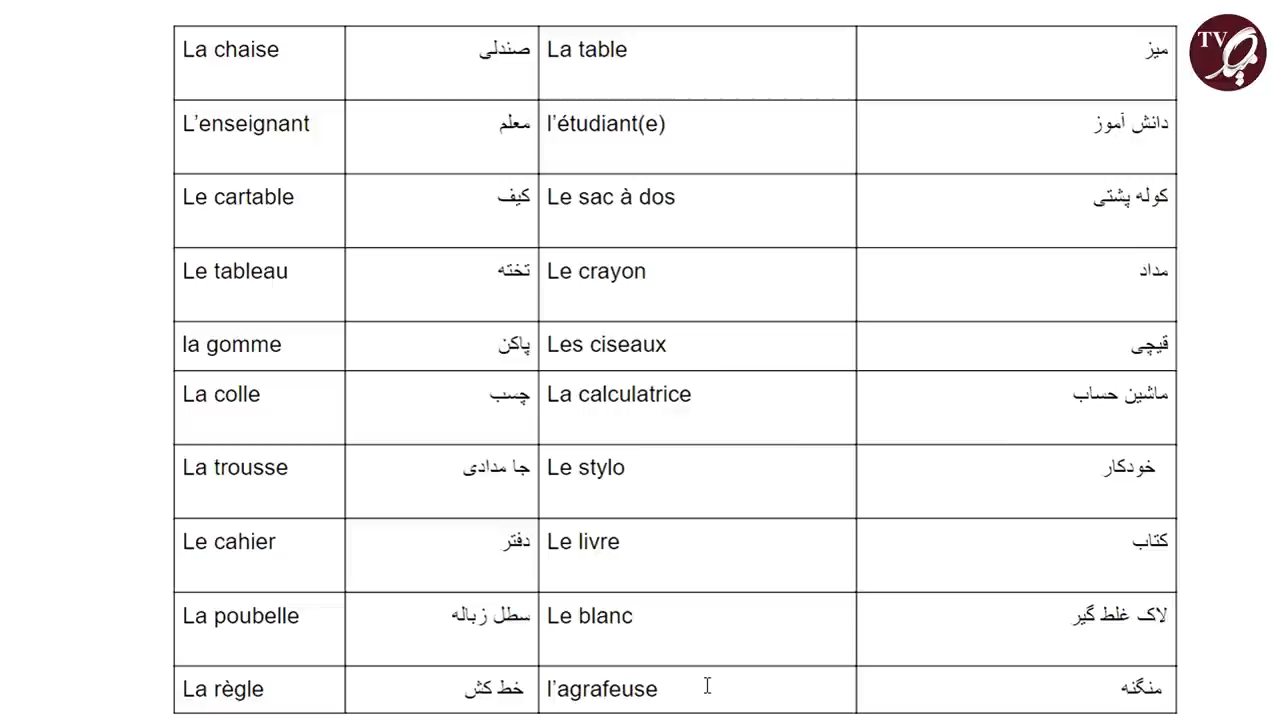 La chaise صندلی La table میز
L’enseignant معلم l’étudiant(e) دانش آموز
Le cartable کیف Le sac à dos کوله پشتی
Le tableau تخته Le crayon مداد
la gomme پاکن Les ciseaux قیچی
La colle چسب La calculatrice ماشین حساب
La trousse جا مدادی Le stylo خودکار
Le cahier دفتر Le livre کتاب
La poubelle سطل زباله Le blanc لاک غلط گیر
La règle خط کش l’agrafeuse منگنه
TV